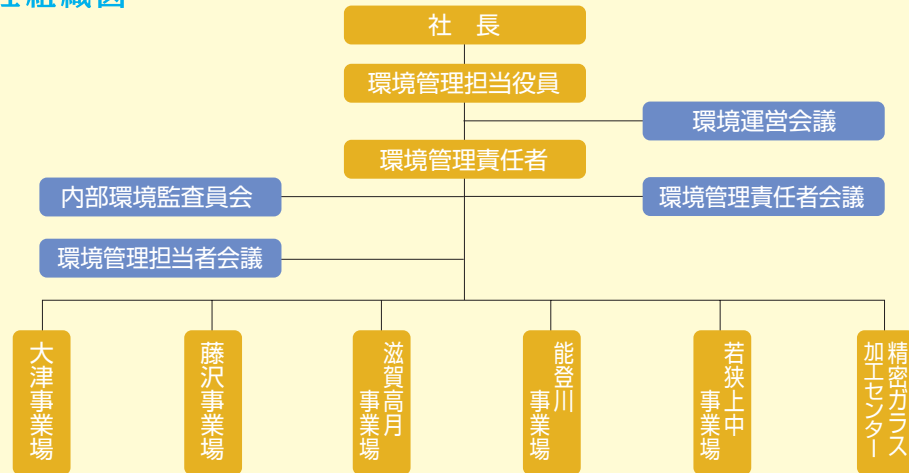 組織図
社 長
環境管理担当役員
環境運営会議
環境管理責任者
内部環境監査員会
環境管理責任者会議
環境管理担当者会議
大津事業場
藤沢事業場
滋賀高月
事業場
能登川
事業場
若狭上中
事業場
精密ガラス
加工センター